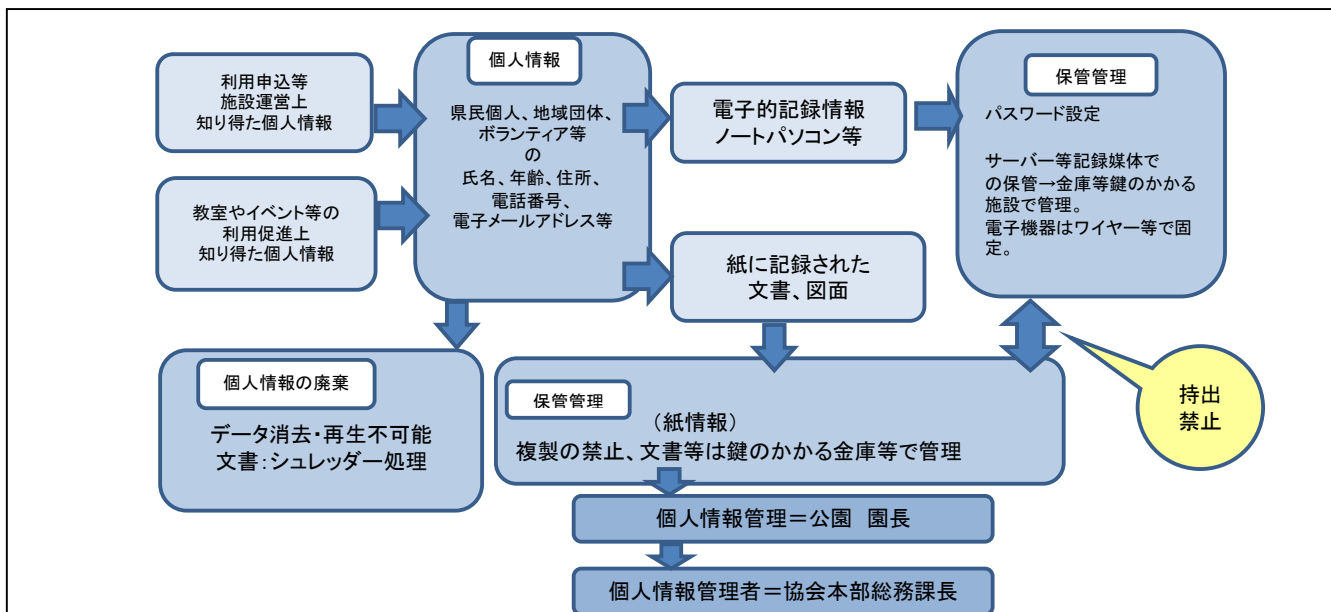 利用申込等
施設運営上
知り得た個人情報
教室やイベント等の
利用促進上
知り得た個人情報
個人情報
県民個人、地域団体、
ボランティア等
の
氏名、年齢、住所、
電話番号、
電子メールアドレス等
電子的記録情報
ノートパソコン等
紙に記録された
文書、図面
保管管理
パスワード設定
サーバー等記録媒体で
の保管→金庫等鍵のかかる
施設で管理。
電子機器はワイヤー等で固
定。
持出
禁止
個人情報の廃棄
データ消去・再生不可能
文書：シュレッダー処理
保管管理
（紙情報）
複製の禁止、文書等は鍵のかかる金庫等で管理
個人情報管理＝公園　園長
個人情報管理者＝協会本部総務課長